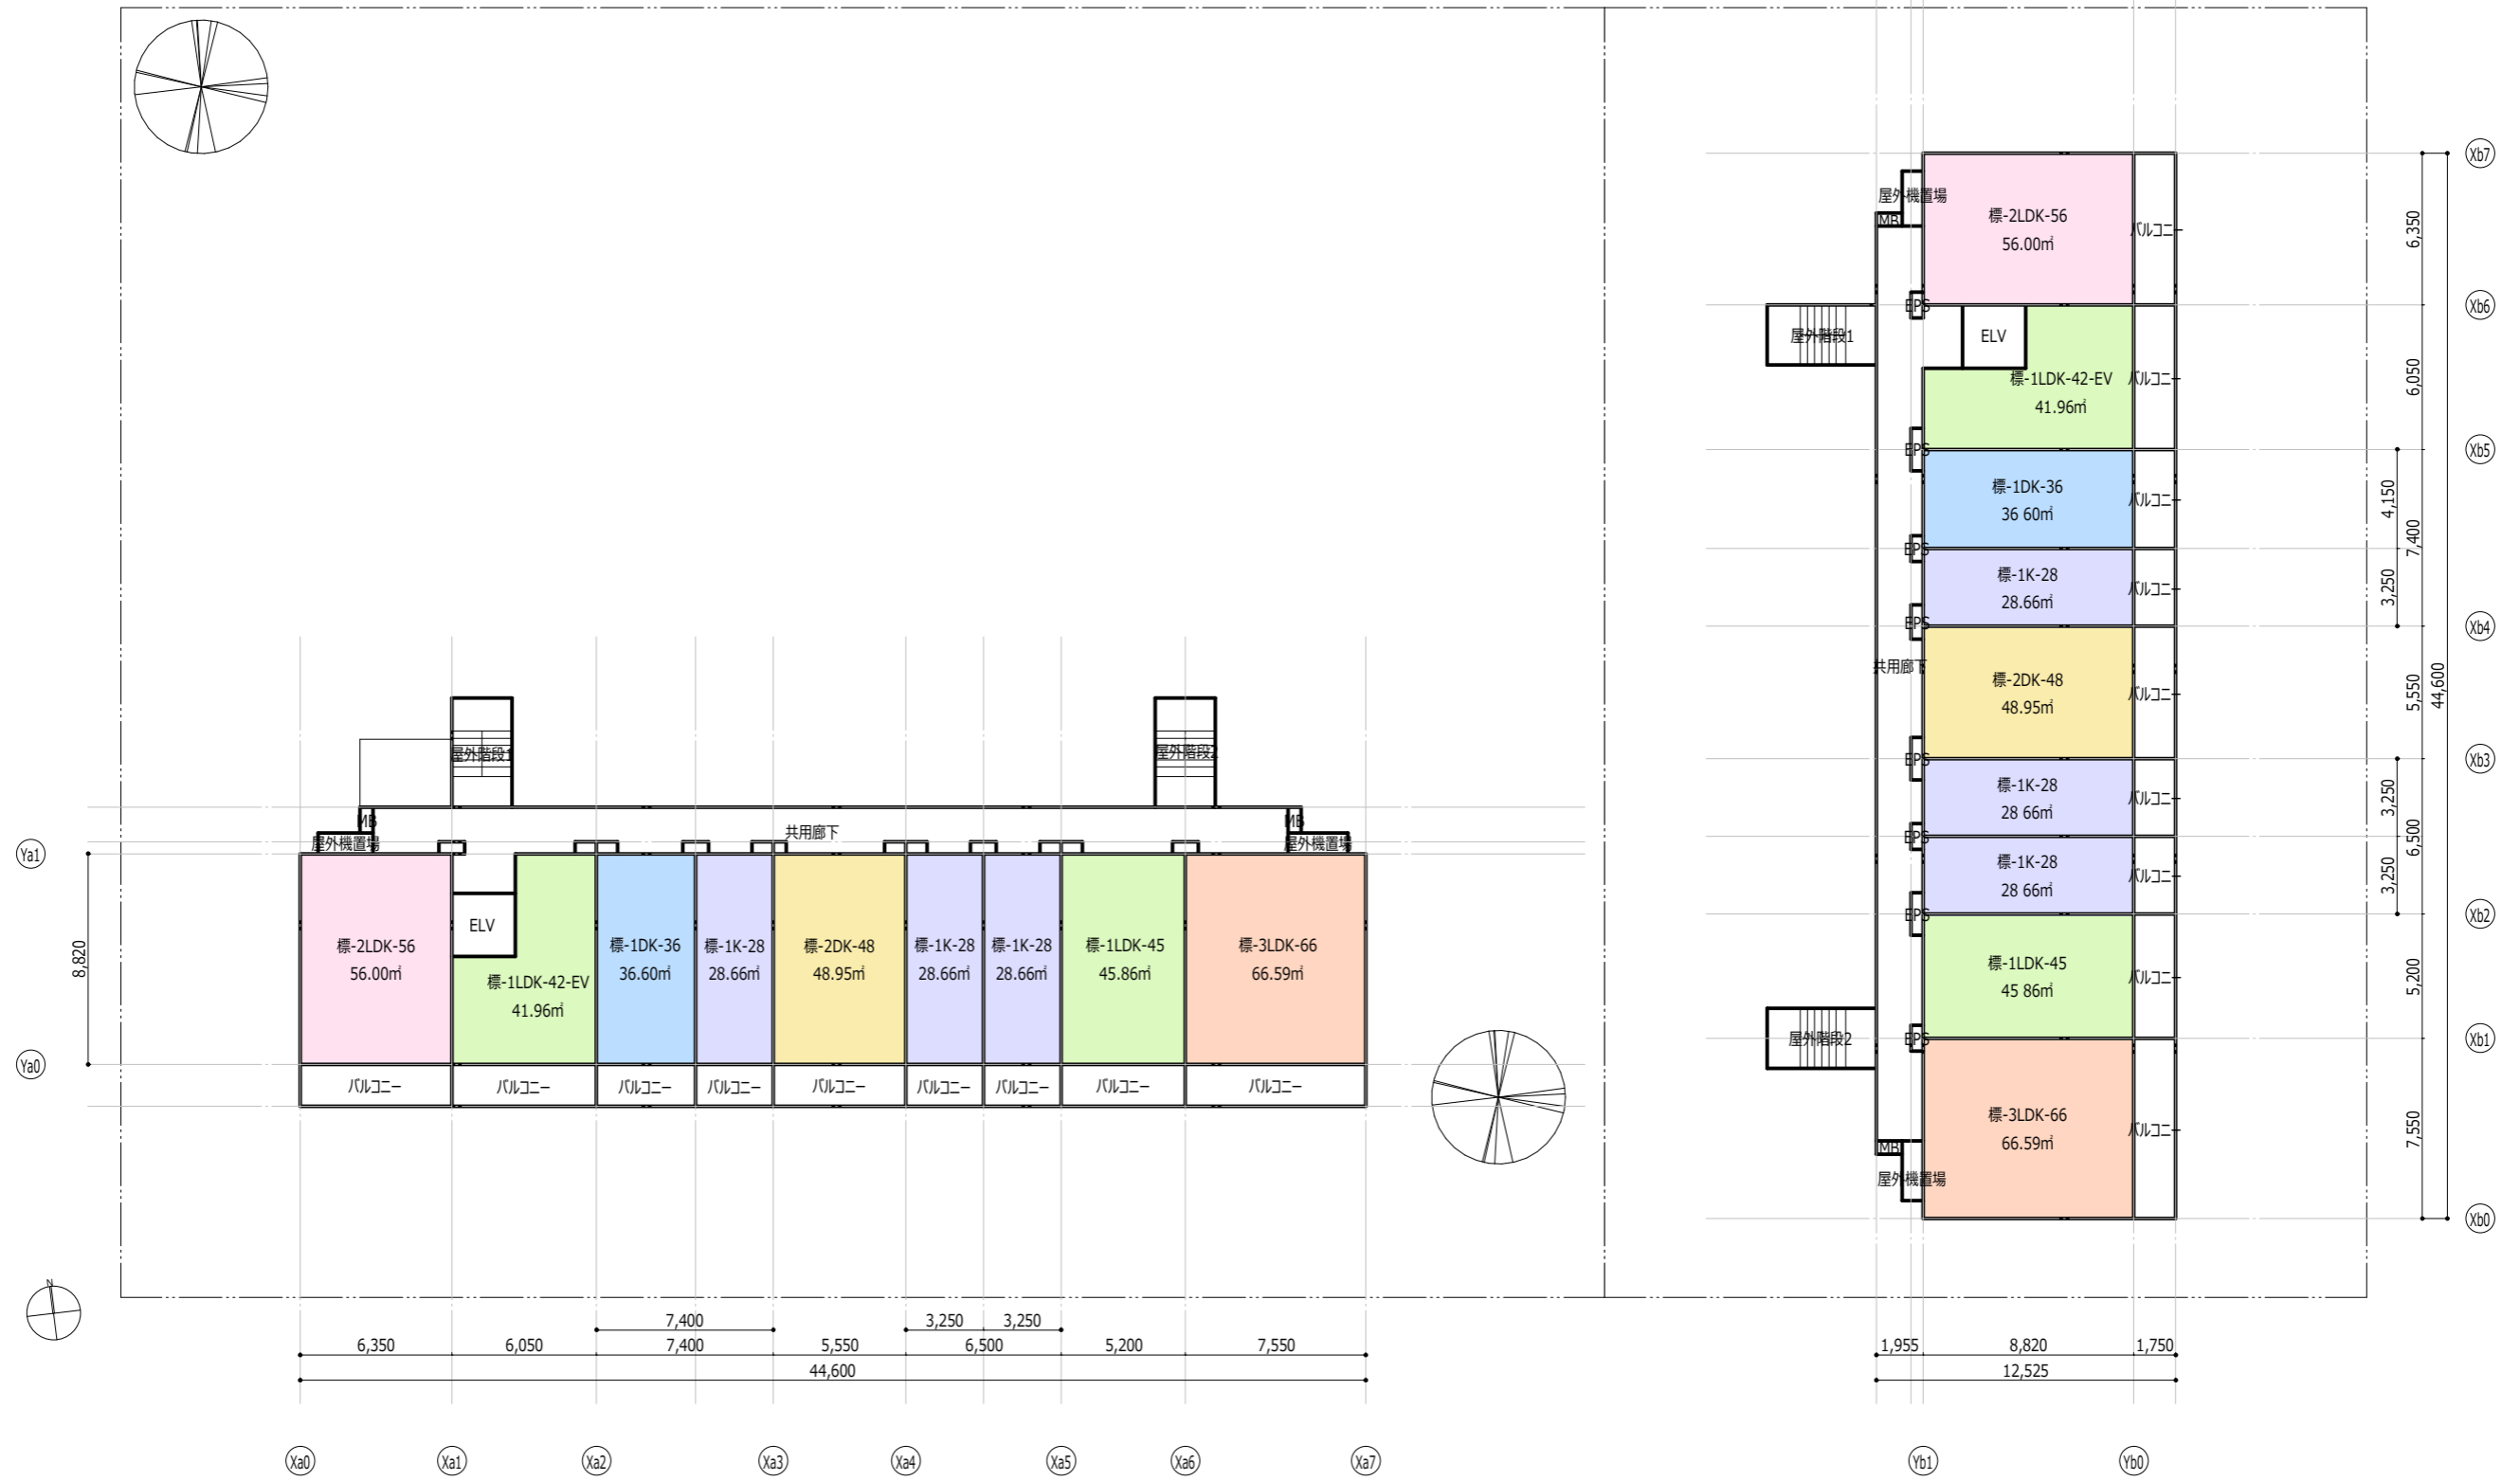 標-2LDK-56
56.00㎡
屋外機置場
MB
バルコニー
EPS
屋外階段1
ELV
標-1LDK-42-EV
41.96㎡
バルコニー
EPS
標-1DK-36
36 60㎡
バルコニー
EPS
標-1K-28
28.66㎡
バルコニー
EPS
共用廊下
標-2DK-48
48.95㎡
バルコニー
EPS
標-1K-28
28 66㎡
バルコニー
EPS
標-1K-28
28 66㎡
バルコニー
EPS
標-1LDK-45
45 86㎡
バルコニー
屋外階段2
EPS
標-3LDK-66
66.59㎡
バルコニー
MB
屋外機置場
Xb7
Xb6
Xb5
Xb4
Xb3
Xb2
Xb1
Xb0
6,350
6,050
7,400
5,550
6,500
5,200
7,550
4,150
3,250
3,250
3,250
44,600
1,955
8,820
1,750
12,525
Yb1
Yb0
屋外階段1
屋外階段2
MB
屋外機置場
共用廊下
MB
屋外機置場
Ya1
Ya0
8,820
標-2LDK-56
56.00㎡
ELV
標-1LDK-42-EV
41.96㎡
標-1DK-36
36.60㎡
標-1K-28
28.66㎡
標-2DK-48
48.95㎡
標-1K-28
28.66㎡
標-1K-28
28.66㎡
標-1LDK-45
45.86㎡
標-3LDK-66
66.59㎡
バルコニー
バルコニー
バルコニー
バルコニー
バルコニー
バルコニー
バルコニー
バルコニー
バルコニー
N
7,400
3,250
3,250
6,350
6,050
7,400
5,550
6,500
5,200
7,550
44,600
Xa0
Xa1
Xa2
Xa3
Xa4
Xa5
Xa6
Xa7